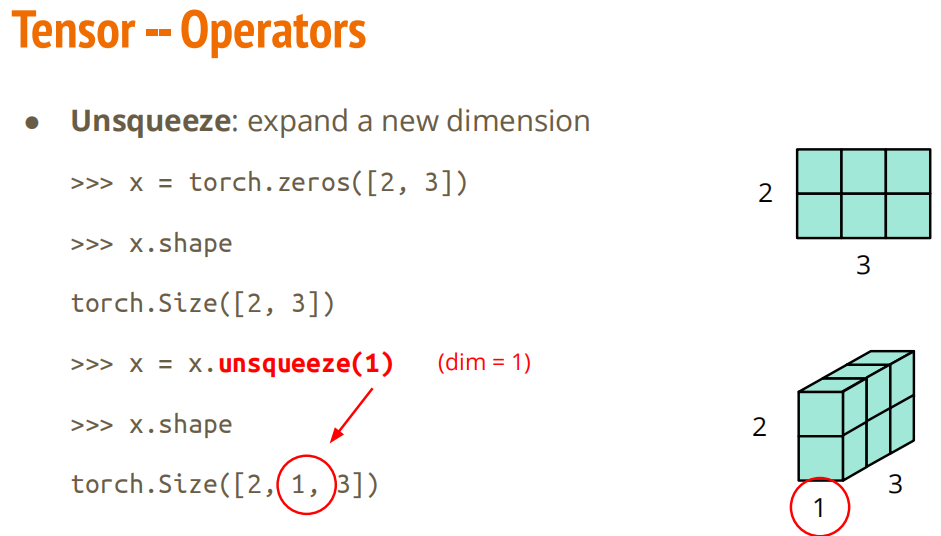 Tensor -- Operators
● Unsqueeze: expand a new dimension
>>> x = torch.zeros([2, 3])
>>> x.shape
torch.Size([2, 3])
>>> x = x.unsqueeze(1) (dim = 1)
>>> x.shape
torch.Size([2, 1, 3])
2
3
2
3
1